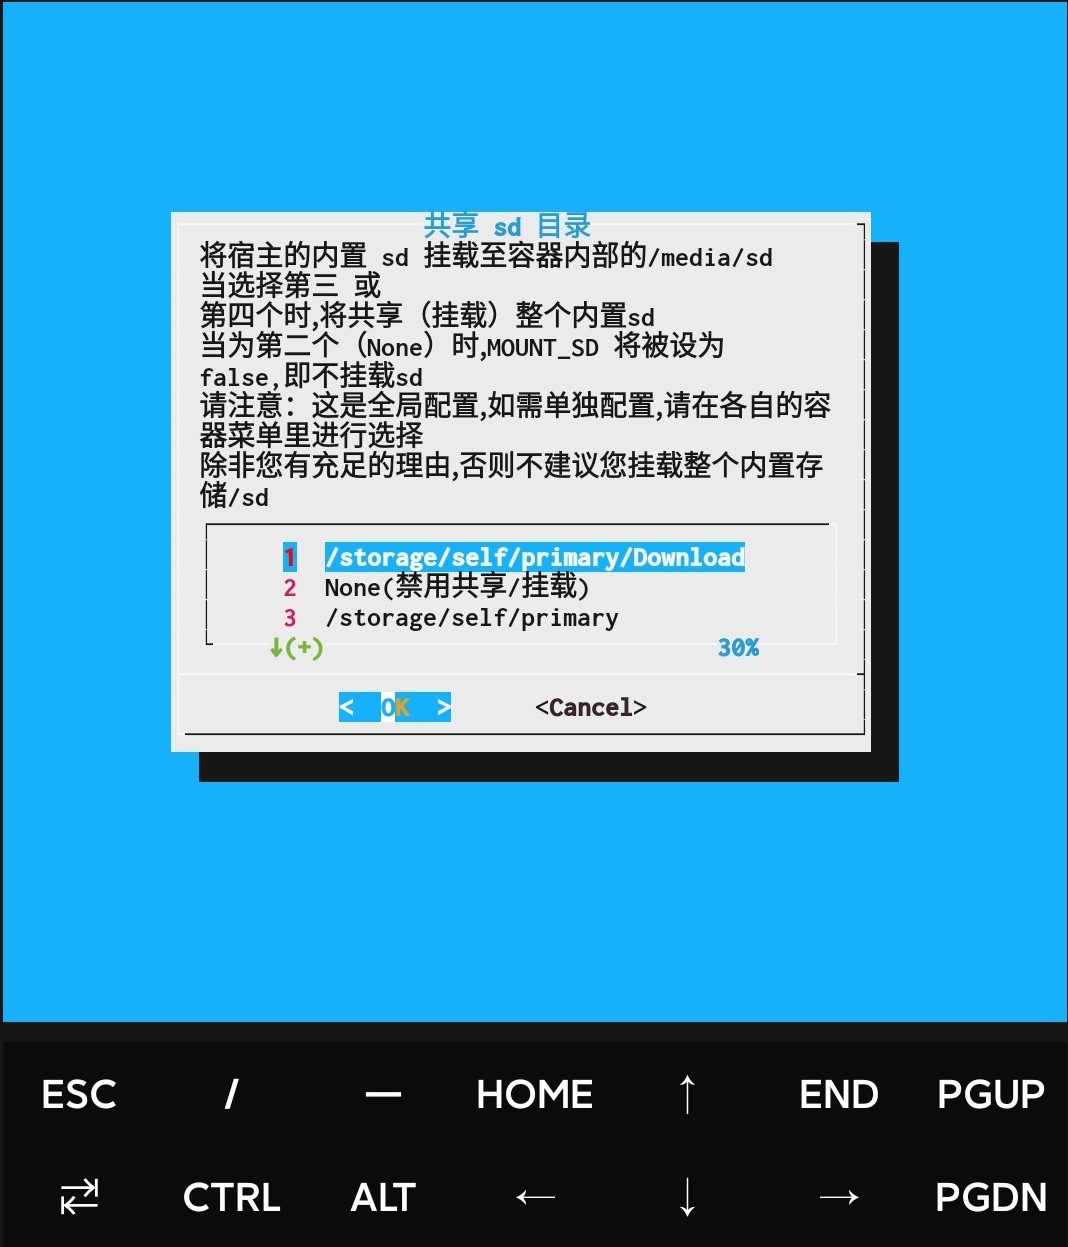 共享 sd 目录
将宿主的内置 sd 挂载至容器内部的/media/sd
当选择第三 或
第四个时,将共享（挂载）整个内置sd
当为第二个（None）时,MOUNT_SD 将被设为
false,即不挂载sd
请注意：这是全局配置,如需单独配置,请在各自的容
器菜单里进行选择
除非您有充足的理由,否则不建议您挂载整个内置存
储/sd
1 /storage/self/primary/Download
2 None(禁用共享/挂载)
3 /storage/self/primary
↓(+) 30%
< OK > <Cancel>
ESC / — HOME ↑ END PGUP
⇄ CTRL ALT ← ↓ → PGDN